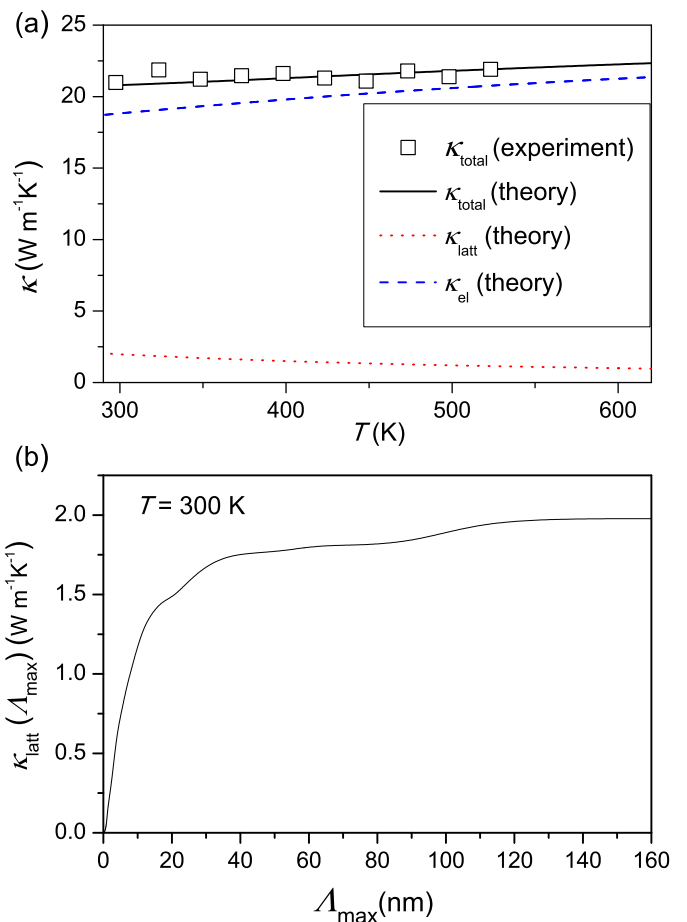 (a)
25
20
15
10
5
0
κ (W m⁻¹K⁻¹)
κtotal (experiment)
κtotal (theory)
κlatt (theory)
κel (theory)
300 400 500 600
T (K)
(b)
T = 300 K
2.0
1.5
1.0
0.5
0.0
κlatt (Λmax) (W m⁻¹K⁻¹)
0 20 40 60 80 100 120 140 160
Λmax(nm)